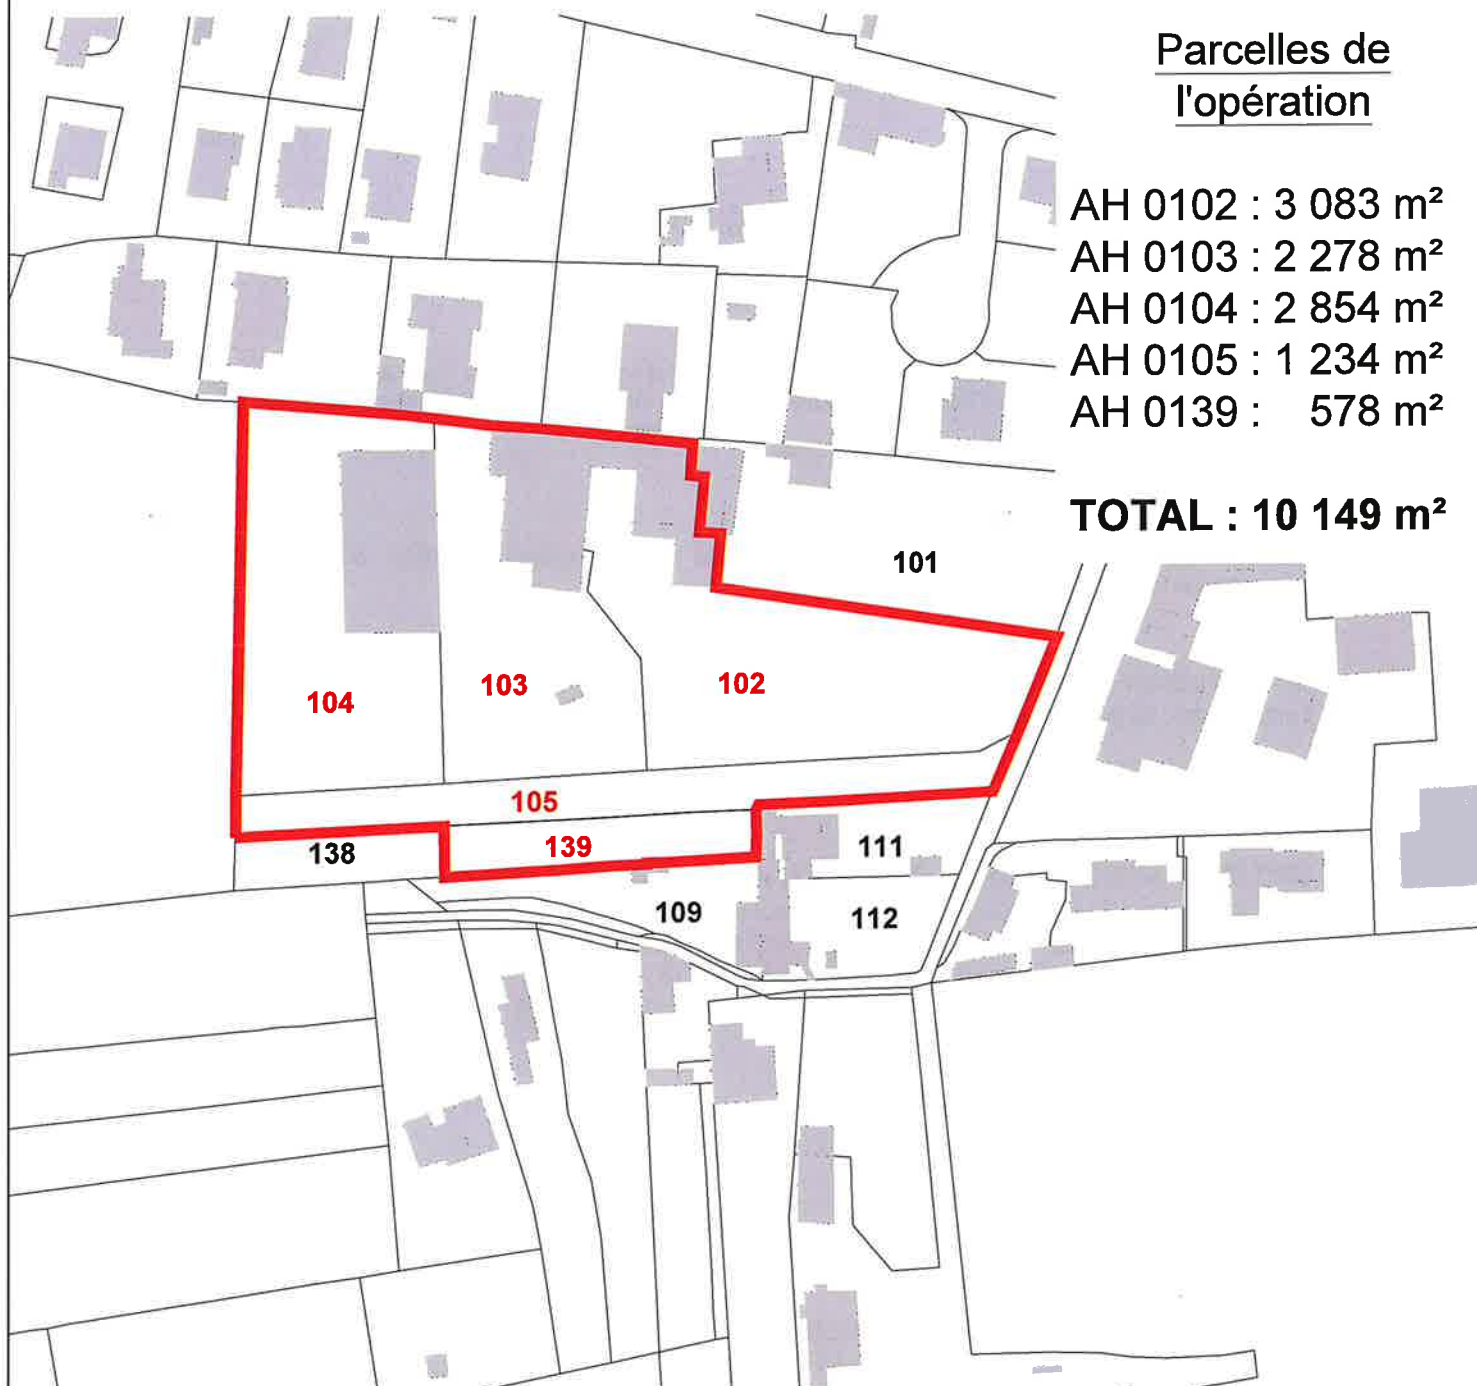 Parcelles de
l'opération
AH 0102 : 3 083 m²
AH 0103 : 2 278 m²
AH 0104 : 2 854 m²
AH 0105 : 1 234 m²
AH 0139 : 578 m²
TOTAL : 10 149 m²
101
104
103
102
105
138
139
111
109
112